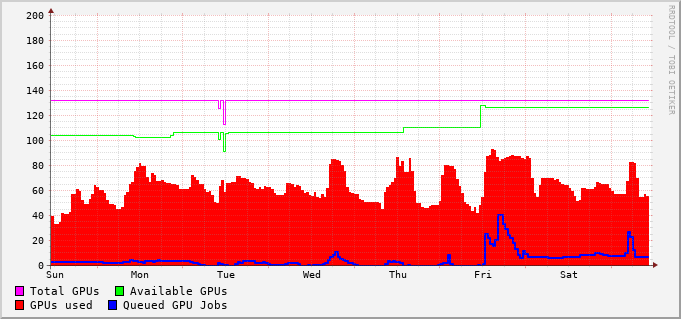 200
180
160
140
120
100
80
60
40
20
0
Sun Mon Tue Wed Thu Fri Sat
Total GPUs Available GPUs
GPUs used Queued GPU Jobs
RRDTOOL / TOBI OETIKER